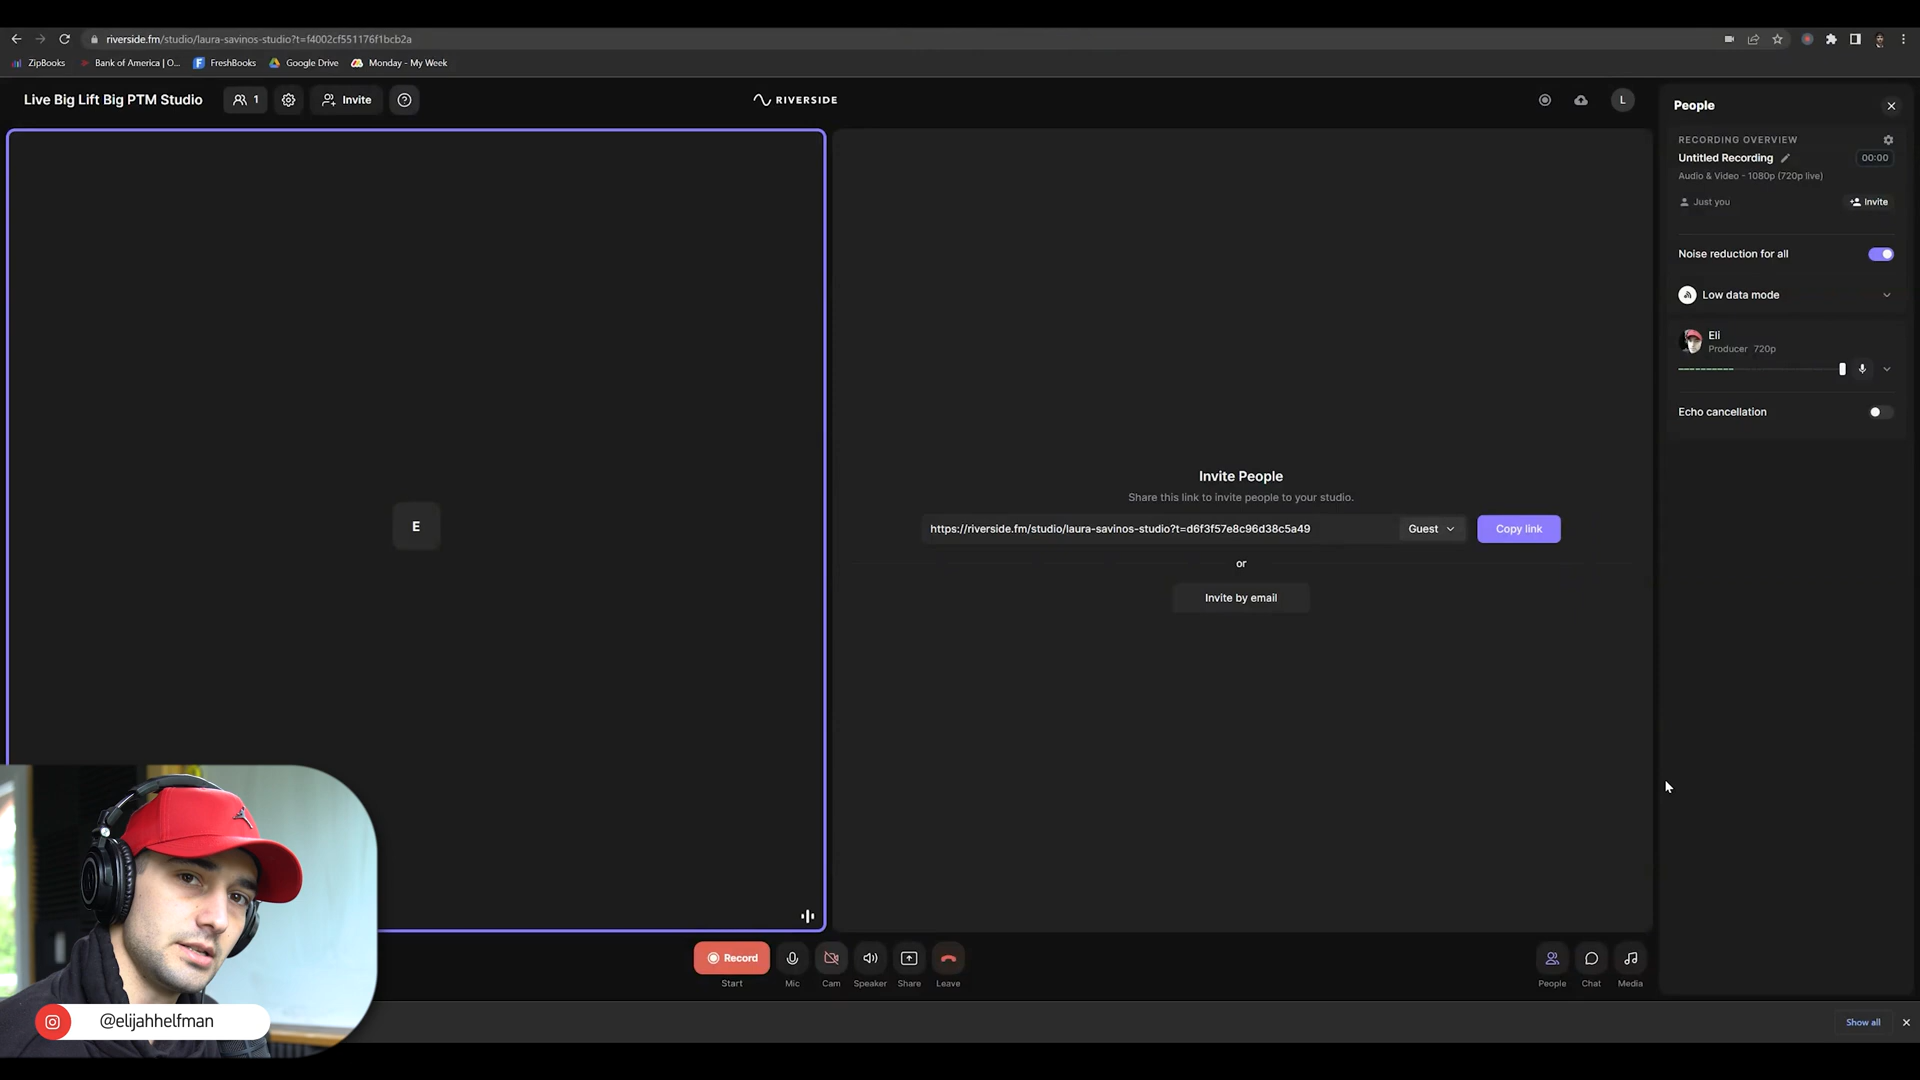 riverside.fm/studio/laura-savinos-studio?t=f4002cf551176f1bcb2a
ZipBooks
Bank of America | O...
FreshBooks
Google Drive
Monday - My Week
Live Big Lift Big PTM Studio
1
Invite
RIVERSIDE
L
People
RECORDING OVERVIEW
Untitled Recording
00:00
Audio & Video - 1080p (720p live)
Just you
Invite
Noise reduction for all
Low data mode
Eli
Producer 720p
Echo cancellation
E
Invite People
Share this link to invite people to your studio.
https://riverside.fm/studio/laura-savinos-studio?t=d6f3f57e8c96d38c5a49
Guest
Copy link
or
Invite by email
Record
Start
Mic
Cam
Speaker
Share
Leave
People
Chat
Media
@elijahhelfman
Show all